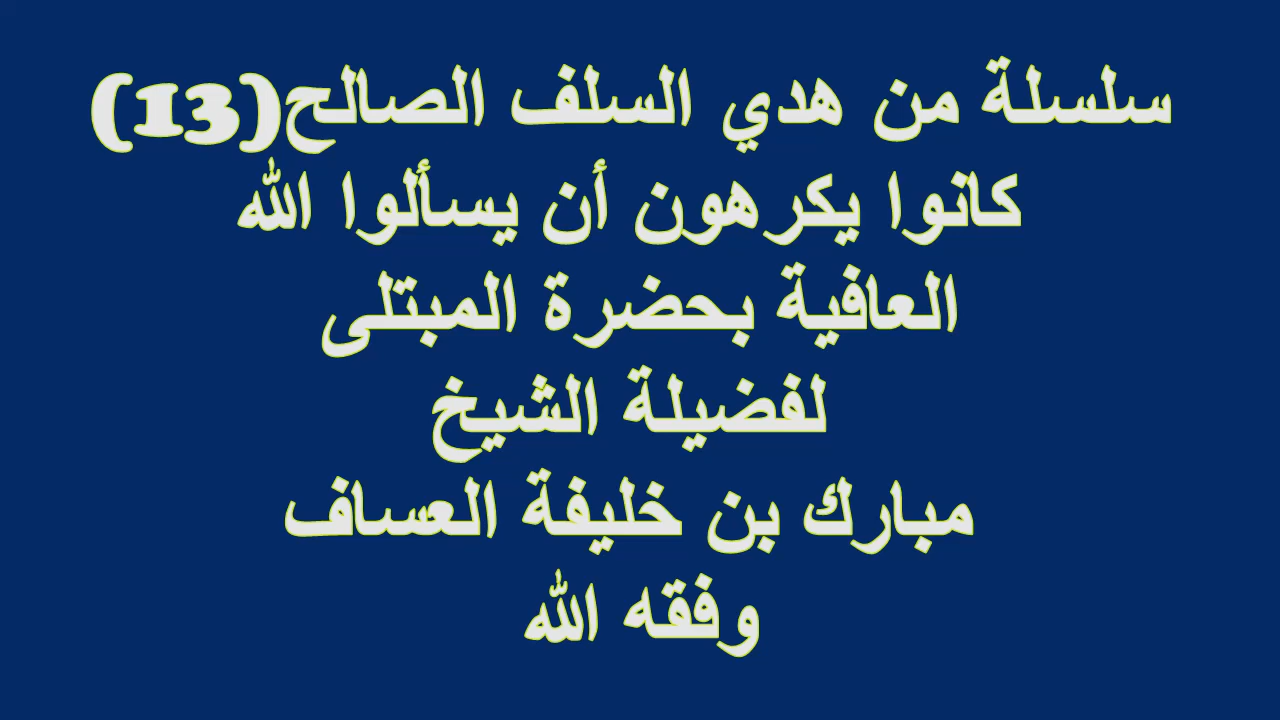 سلسلة من هدي السلف الصالح(13)
كانوا يكرهون أن يسألوا الله
العافية بحضرة المبتلى
لفضيلة الشيخ
مبارك بن خليفة العساف
وفقه الله